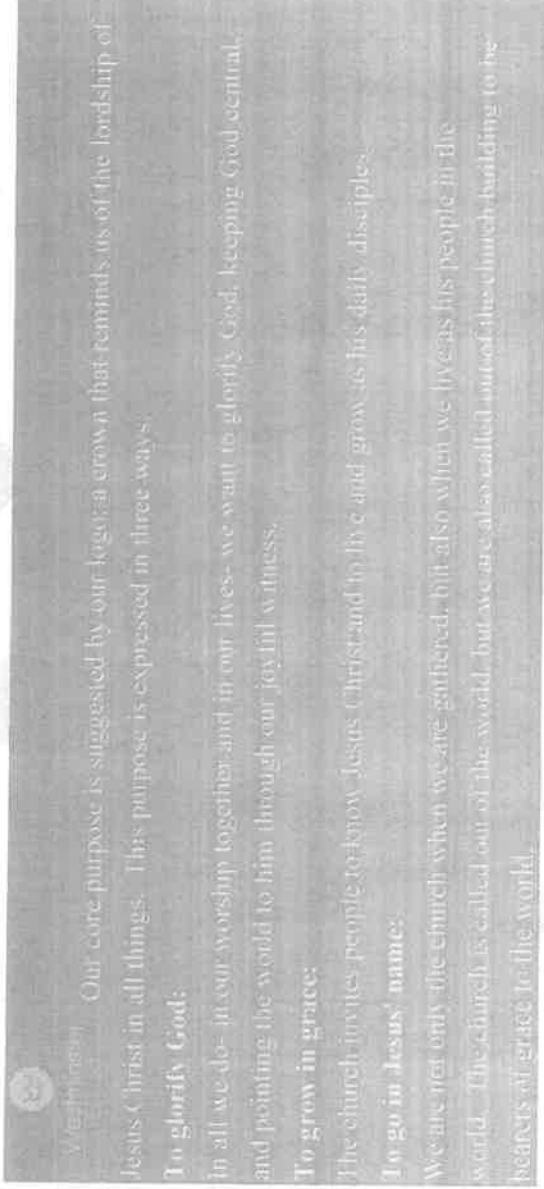 Westminster
Our core purpose is suggested by our logo: a crown that reminds us of the lordship of
Jesus Christ in all things. This purpose is expressed in three ways:
To glorify God:
in all we do- in our worship together and in our lives- we want to glorify God, keeping God central,
and pointing the world to him through our joyful witness.
To grow in grace:
The church invites people to know Jesus Christ and to live and grow as his daily disciples.
To go in Jesus' name:
We are not only the church when we are gathered, but also when we live as his people in the
world. The church is called out of the world, but we are also called out of the church building to be
bearers of grace to the world.